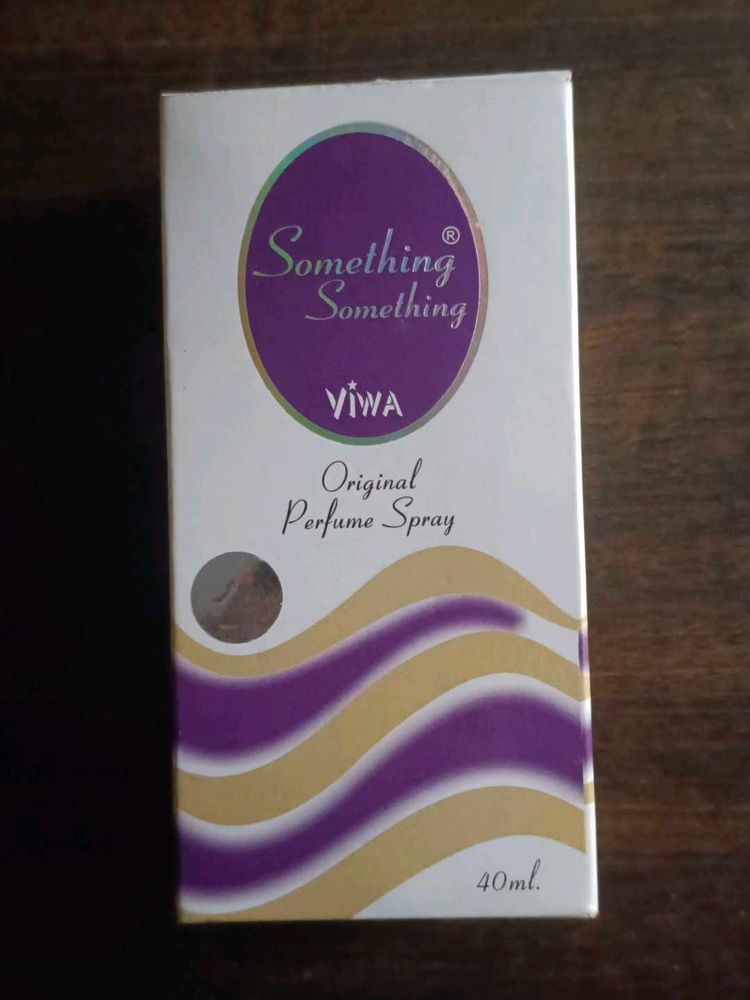 Something®
Something
VIWA
Original
Perfume Spray
40ml.